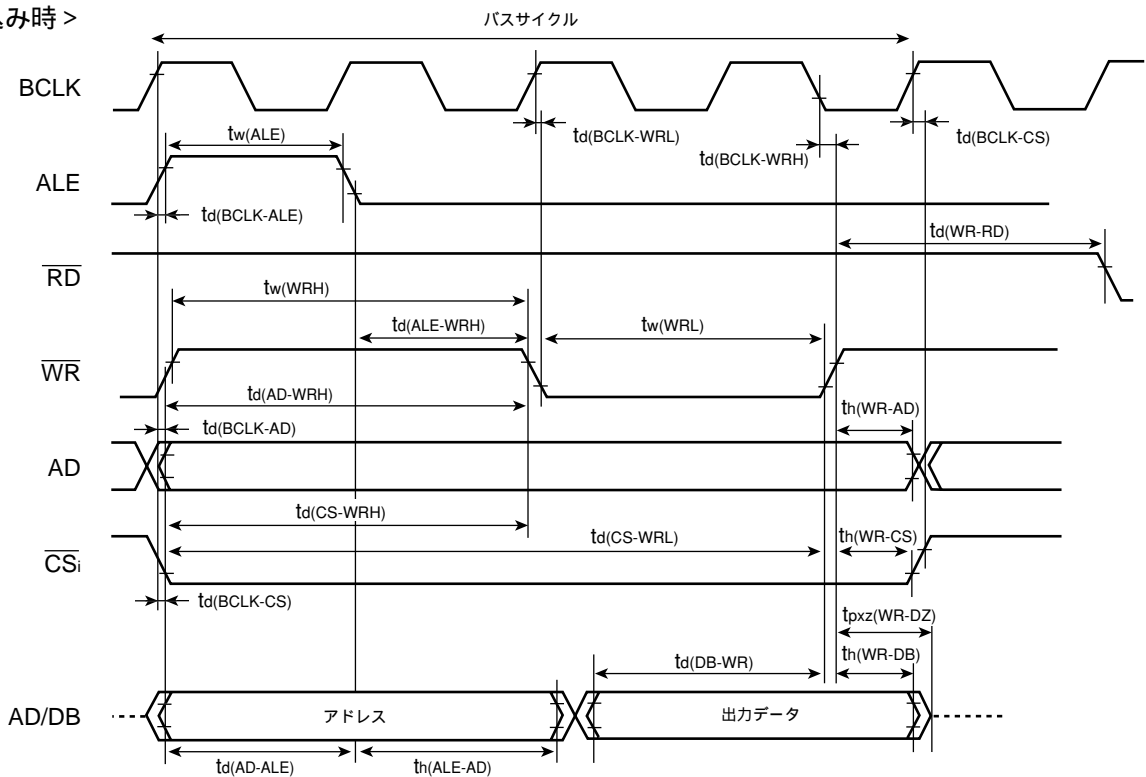 み時 >
バスサイクル
BCLK
tw(ALE)
td(BCLK-WRL)
td(BCLK-WRH)
td(BCLK-CS)
ALE
td(BCLK-ALE)
td(WR-RD)
RD
tw(WRH)
td(ALE-WRH)
tw(WRL)
WR
td(AD-WRH)
th(WR-AD)
td(BCLK-AD)
AD
td(CS-WRH)
td(CS-WRL)
th(WR-CS)
CSi
td(BCLK-CS)
tpxz(WR-DZ)
td(DB-WR)
th(WR-DB)
AD/DB
アドレス
出力データ
td(AD-ALE)
th(ALE-AD)